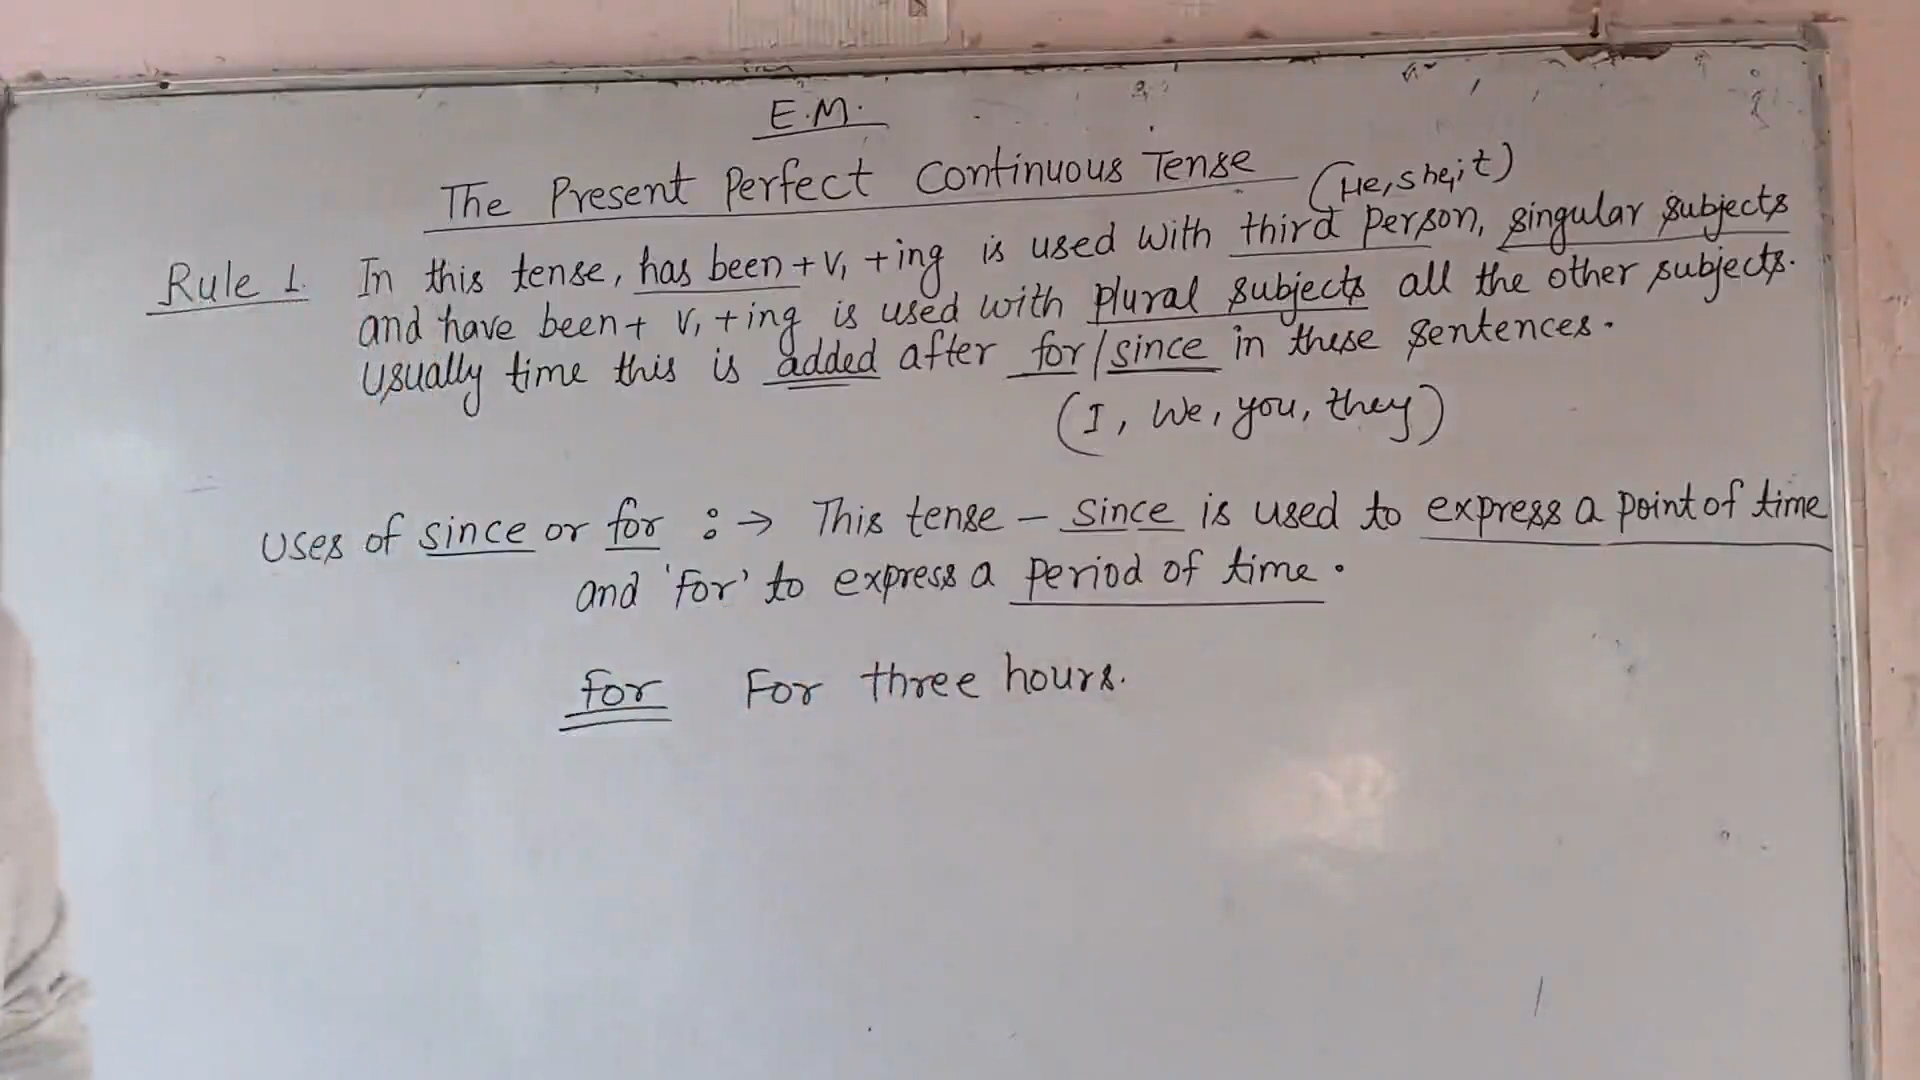 E.M.
The Present Perfect Continuous Tense
(He, she, it)
Rule 1. In this tense, has been + V₁ + ing is used with third person, singular subjects
and have been + V₁ + ing is used with plural subjects all the other subjects.
Usually time this is added after for / since in these sentences.
(I, we, you, they)
Uses of since or for :→ This tense - since is used to express a point of time
and 'For' to express a period of time.
for For three hours.